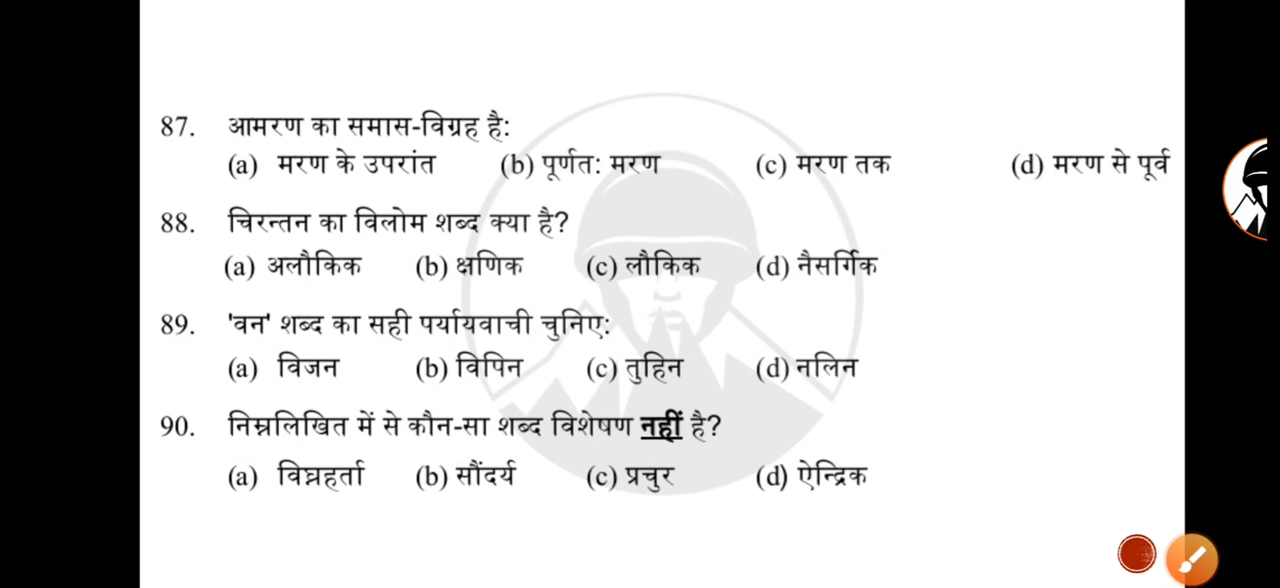 87. आमरण का समास-विग्रह है:
(a) मरण के उपरांत (b) पूर्णत: मरण (c) मरण तक (d) मरण से पूर्व
88. चिरन्तन का विलोम शब्द क्या है?
(a) अलौकिक (b) क्षणिक (c) लौकिक (d) नैसर्गिक
89. 'वन' शब्द का सही पर्यायवाची चुनिए:
(a) विजन (b) विपिन (c) तुहिन (d) नलिन
90. निम्नलिखित में से कौन-सा शब्द विशेषण नहीं है?
(a) विघ्नहर्ता (b) सौंदर्य (c) प्रचुर (d) ऐन्द्रिक